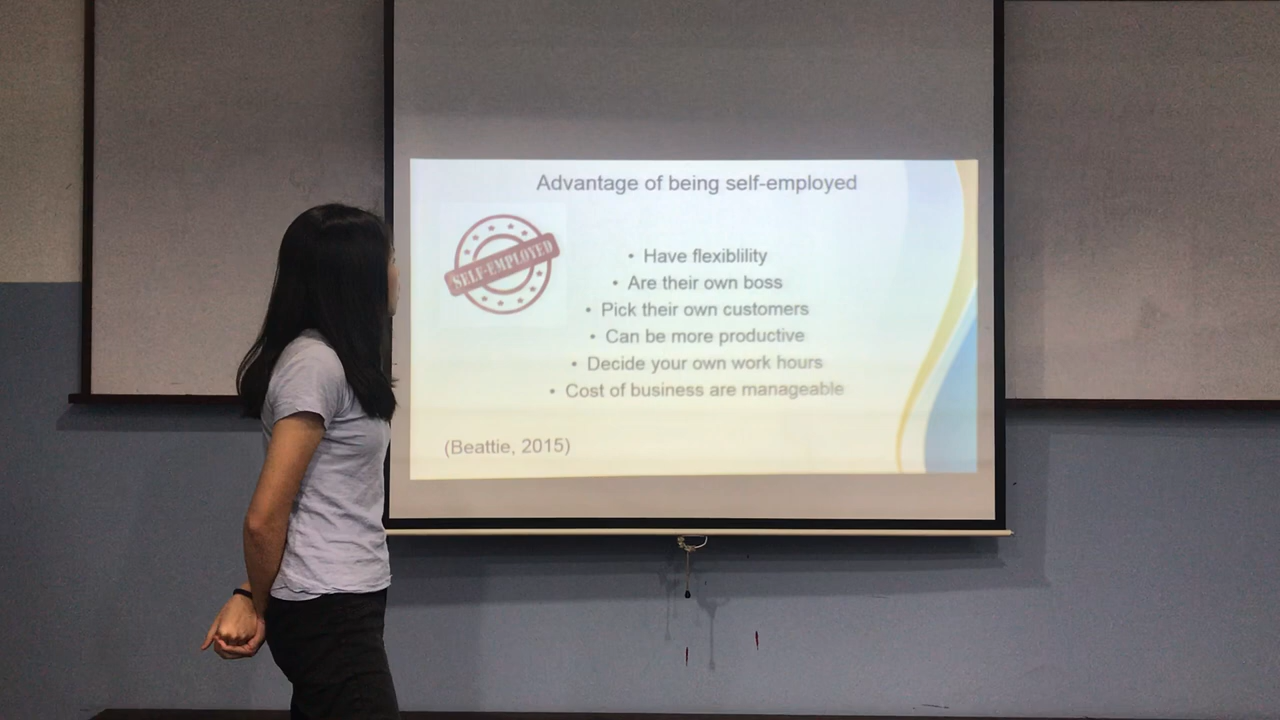 Advantage of being self-employed
SELF-EMPLOYED
• Have flexiblility
• Are their own boss
• Pick their own customers
• Can be more productive
• Decide your own work hours
• Cost of business are manageable
(Beattie, 2015)